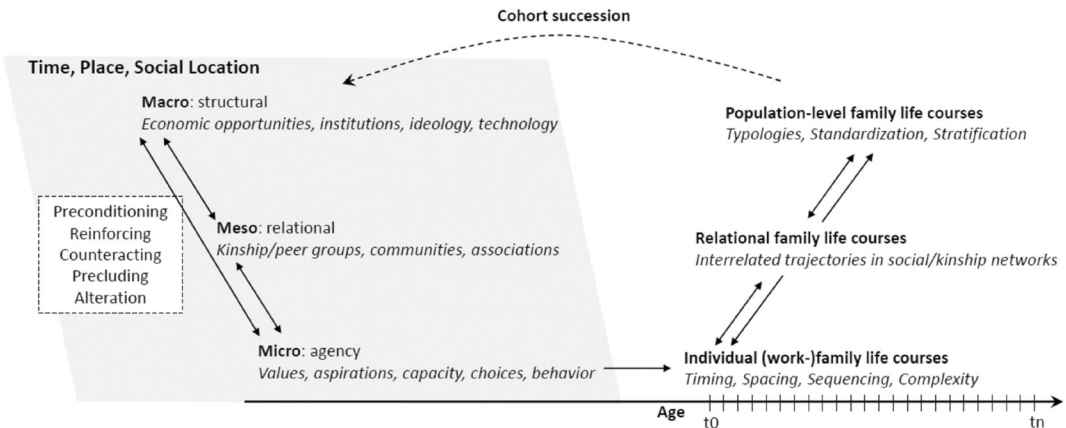 Cohort succession
Time, Place, Social Location
Macro: structural
Economic opportunities, institutions, ideology, technology
Preconditioning
Reinforcing
Counteracting
Precluding
Alteration
Meso: relational
Kinship/peer groups, communities, associations
Micro: agency
Values, aspirations, capacity, choices, behavior
Population-level family life courses
Typologies, Standardization, Stratification
Relational family life courses
Interrelated trajectories in social/kinship networks
Individual (work-)family life courses
Timing, Spacing, Sequencing, Complexity
Age
t0
tn